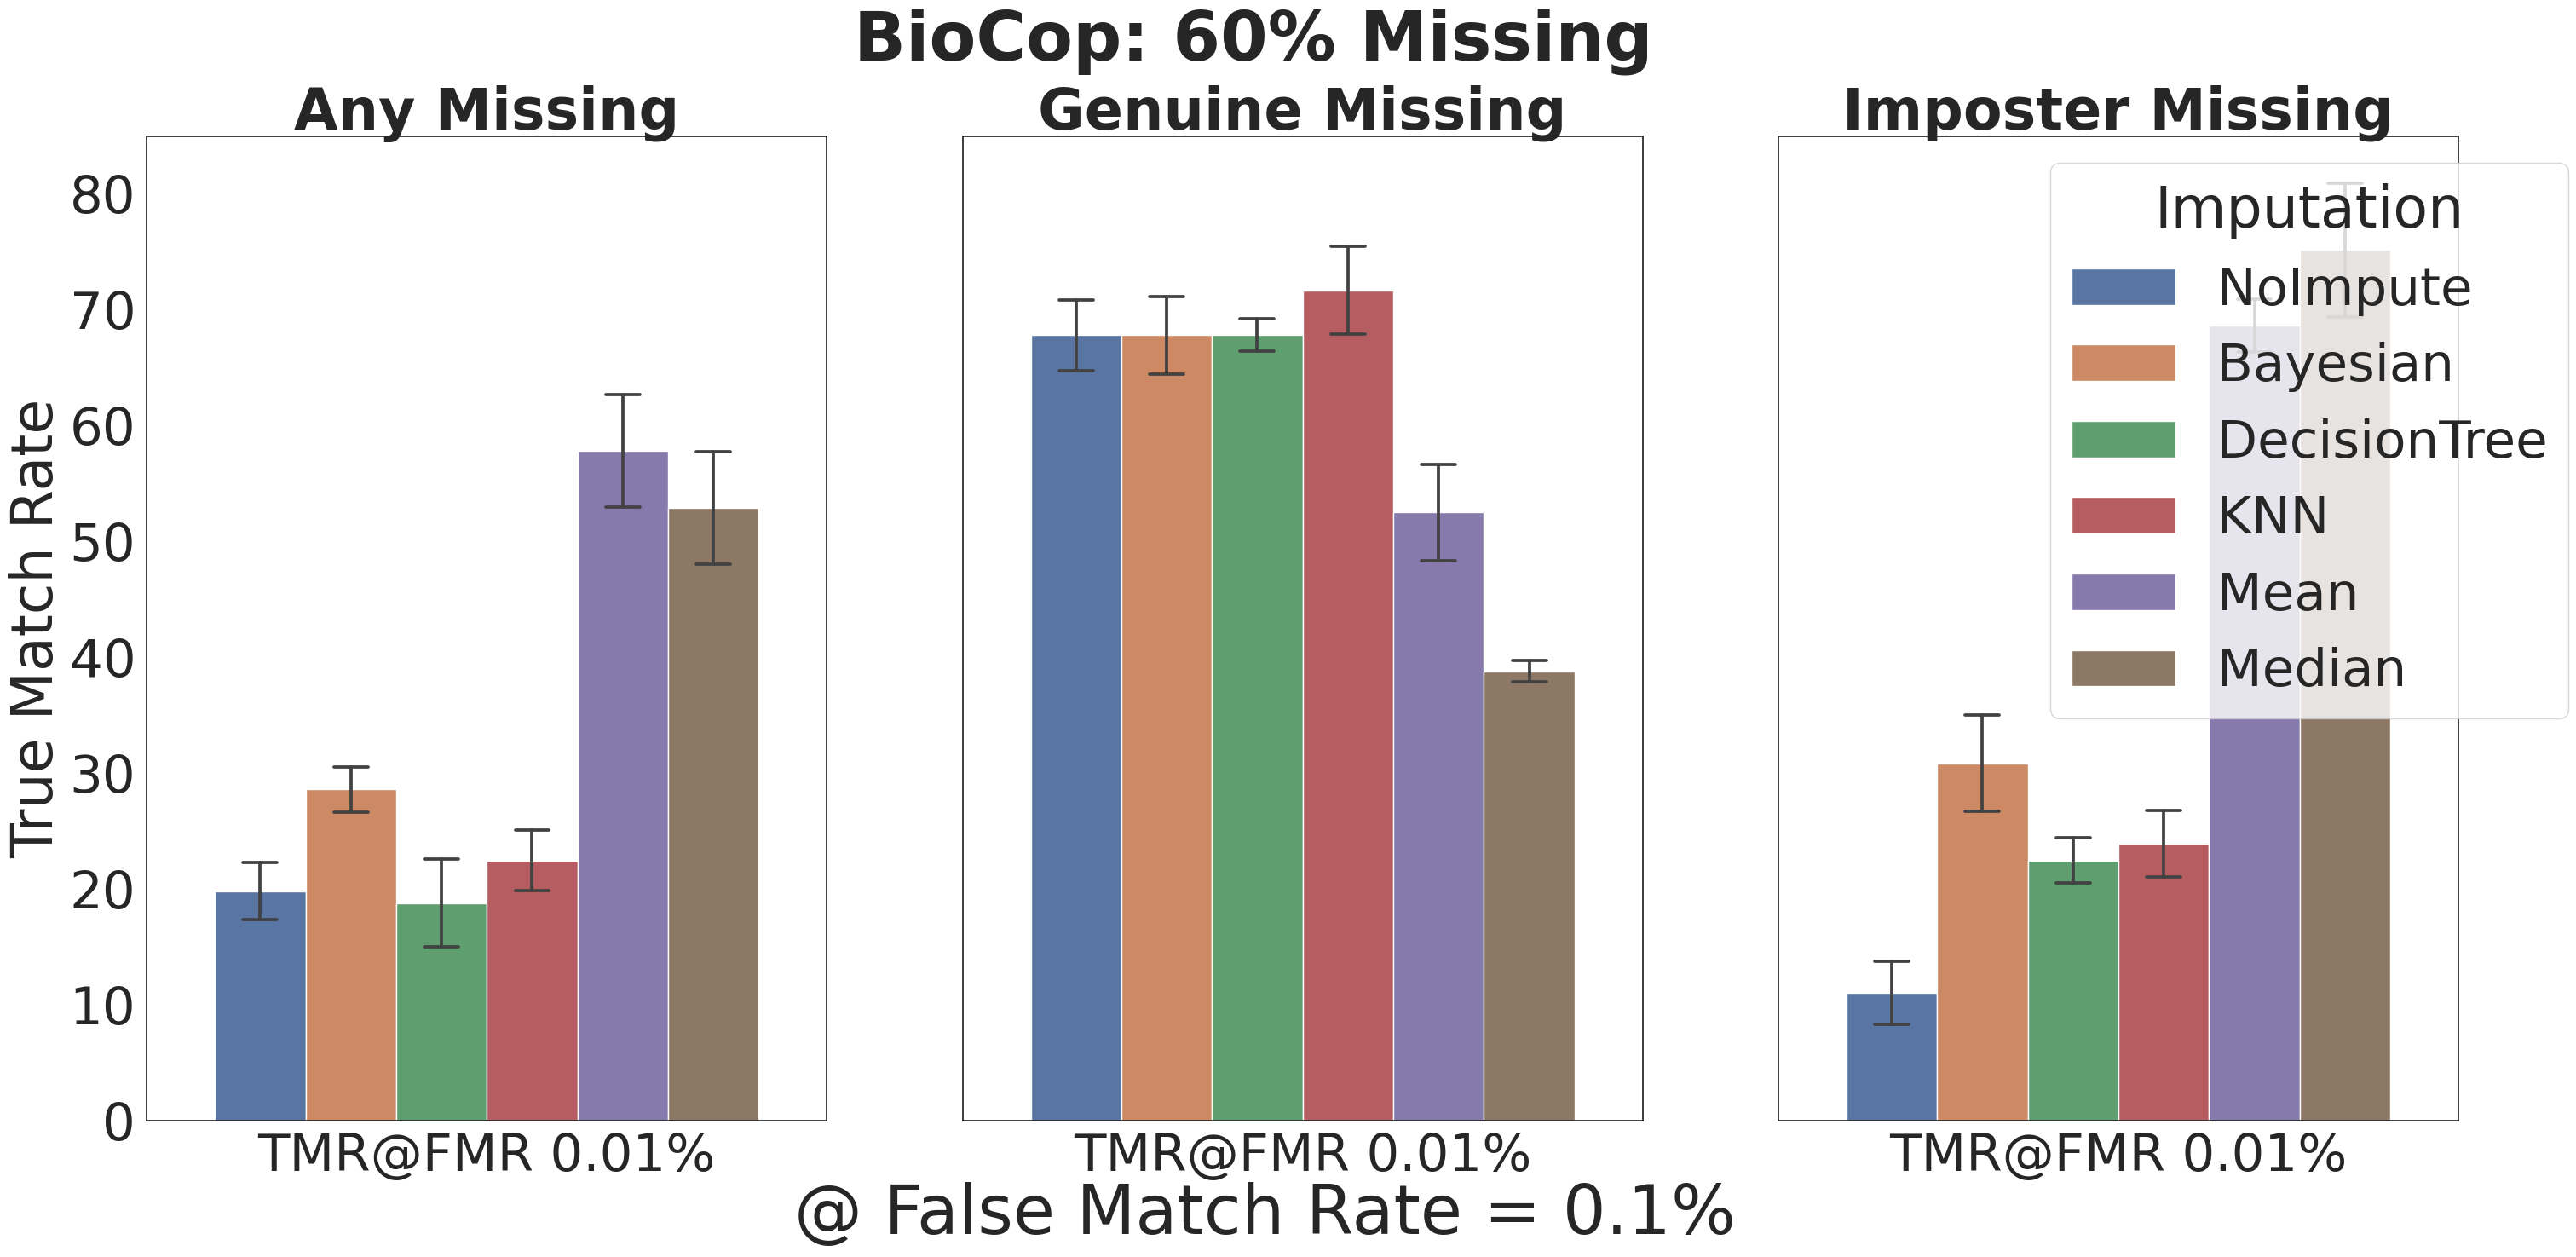 BioCop: 60% Missing
Any Missing
Genuine Missing
Imposter Missing
True Match Rate
80
70
60
50
40
30
20
10
0
Imputation
NoImpute
Bayesian
DecisionTree
KNN
Mean
Median
TMR@FMR 0.01%
TMR@FMR 0.01%
TMR@FMR 0.01%
@ False Match Rate = 0.1%